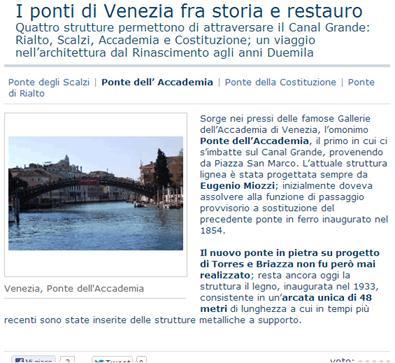 I ponti di Venezia fra storia e restauro
Quattro strutture permettono di attraversare il Canal Grande:
Rialto, Scalzi, Accademia e Costituzione; un viaggio
nell'architettura dal Rinascimento agli anni Duemila
Ponte degli Scalzi | Ponte dell' Accademia | Ponte della Costituzione | Ponte
di Rialto
Sorge nei pressi delle famose Gallerie
dell'Accademia di Venezia, l'omonimo
Ponte dell'Accademia, il primo in cui ci
s'imbatte sul Canal Grande, provenendo
da Piazza San Marco. L'attuale struttura
lignea è stata progettata sempre da
Eugenio Miozzi; inizialmente doveva
assolvere alla funzione di passaggio
provvisorio a sostituzione del
precedente ponte in ferro inaugurato nel
1854.
Il nuovo ponte in pietra su progetto
di Torres e Briazza non fu però mai
realizzato; resta ancora oggi la
struttura il legno, inaugurata nel 1933,
consistente in un'arcata unica di 48
metri di lunghezza a cui in tempi più
recenti sono state inserite delle strutture metalliche a supporto.
Venezia, Ponte dell'Accademia